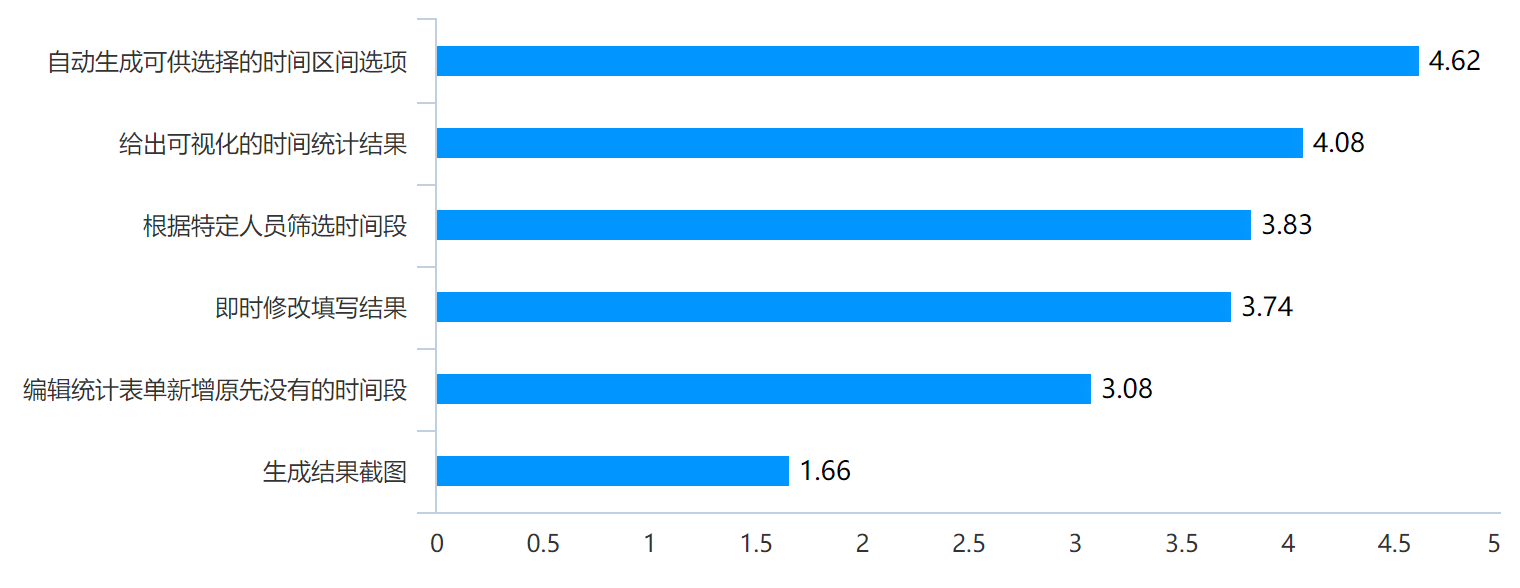 自动生成可供选择的时间区间选项
4.62
给出可视化的时间统计结果
4.08
根据特定人员筛选时间段
3.83
即时修改填写结果
3.74
编辑统计表单新增原先没有的时间段
3.08
生成结果截图
1.66
0 0.5 1 1.5 2 2.5 3 3.5 4 4.5 5